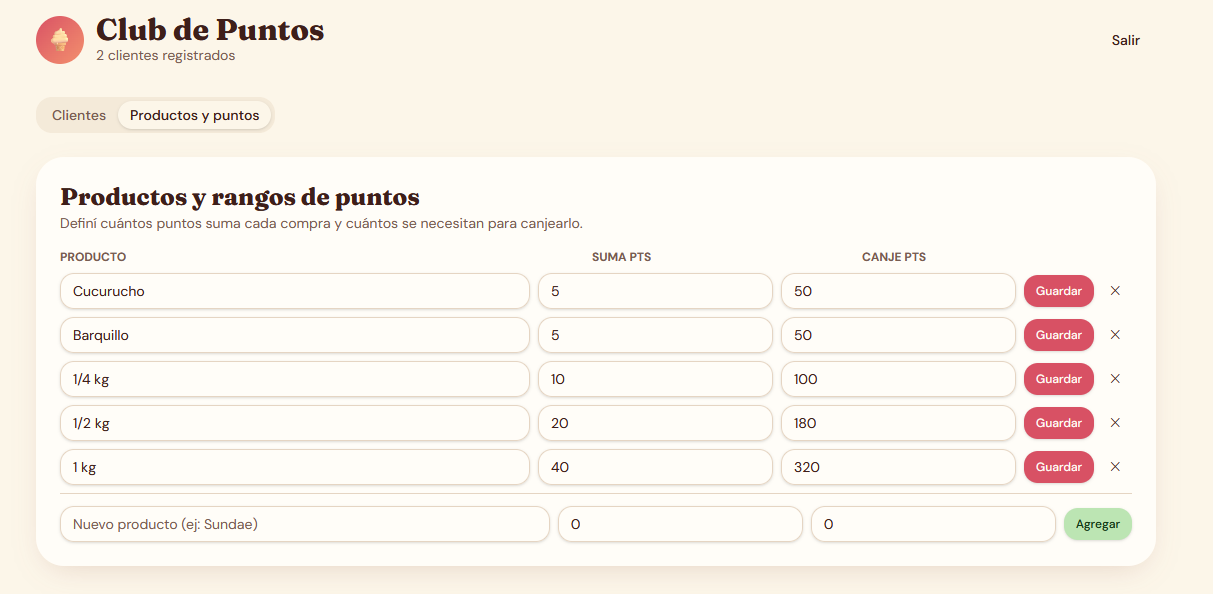 Club de Puntos
2 clientes registrados
Salir
Clientes
Productos y puntos
Productos y rangos de puntos
Definí cuántos puntos suma cada compra y cuántos se necesitan para canjearlo.
PRODUCTO SUMA PTS CANJE PTS
Cucurucho 5 50 Guardar ×
Barquillo 5 50 Guardar ×
1/4 kg 10 100 Guardar ×
1/2 kg 20 180 Guardar ×
1 kg 40 320 Guardar ×
Nuevo producto (ej: Sundae) 0 0 Agregar